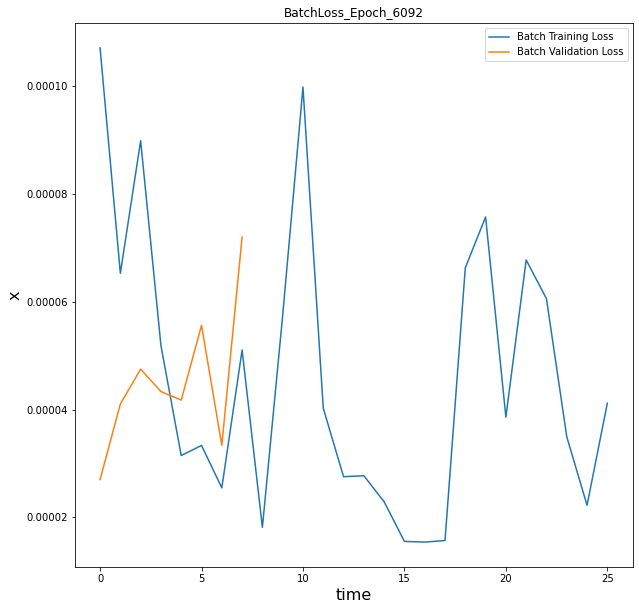 BatchLoss_Epoch_6092
Batch Training Loss
Batch Validation Loss
0.00010
0.00008
0.00006
0.00004
0.00002
x
0 5 10 15 20 25
time